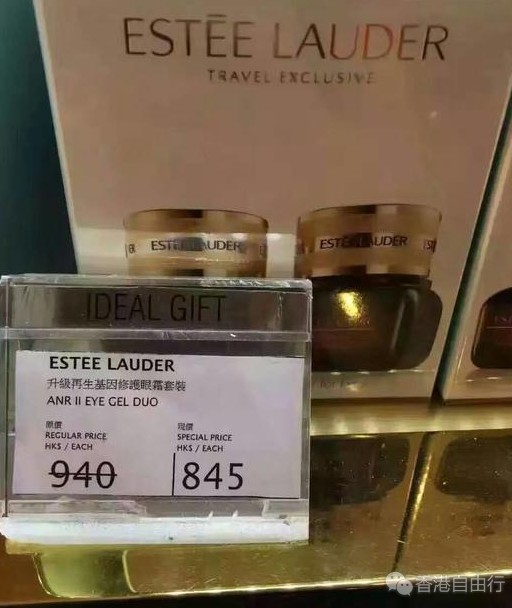 ESTĒE LAUDER
TRAVEL EXCLUSIVE
ESTĒE LAUDER
ESTĒE LAUDER
IDEAL GIFT
ESTEE LAUDER
升級再生基因修護眼霜套裝
ANR II EYE GEL DUO
原價
REGULAR PRICE
HK$ / EACH
940
現價
SPECIAL PRICE
HK$ / EACH
845
香港自由行